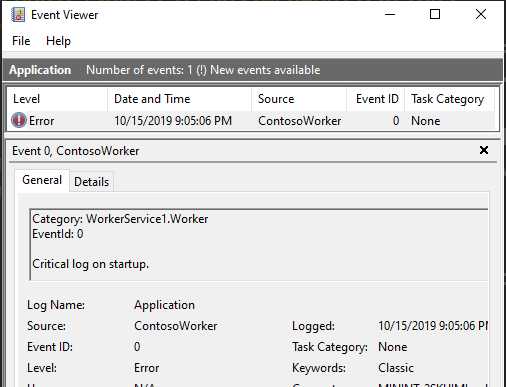 Event Viewer
File Help
Application Number of events: 1 (!) New events available
Level Date and Time Source Event ID Task Category
Error 10/15/2019 9:05:06 PM ContosoWorker 0 None
Event 0, ContosoWorker
General Details
Category: WorkerService1.Worker
EventId: 0
Critical log on startup.
Log Name: Application
Source: ContosoWorker Logged: 10/15/2019 9:05:06 PM
Event ID: 0 Task Category: None
Level: Error Keywords: Classic